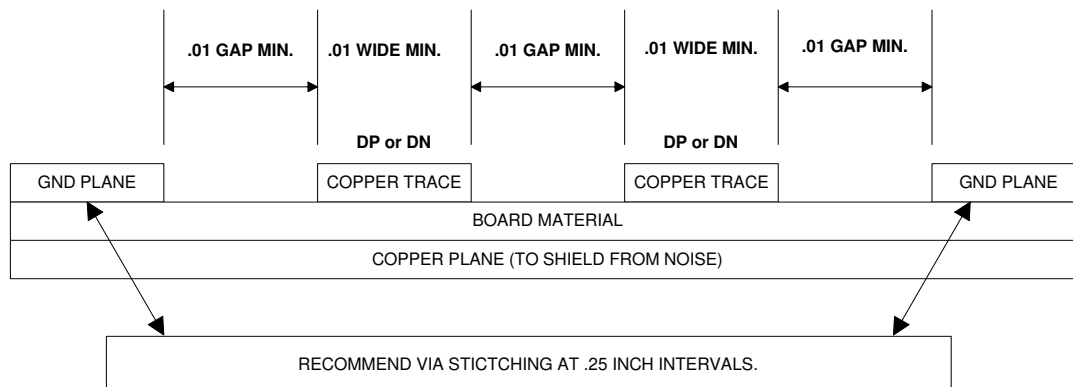 .01 GAP MIN. .01 WIDE MIN. .01 GAP MIN. .01 WIDE MIN. .01 GAP MIN.
DP or DN DP or DN
GND PLANE COPPER TRACE COPPER TRACE GND PLANE
BOARD MATERIAL
COPPER PLANE (TO SHIELD FROM NOISE)
RECOMMEND VIA STICTCHING AT .25 INCH INTERVALS.